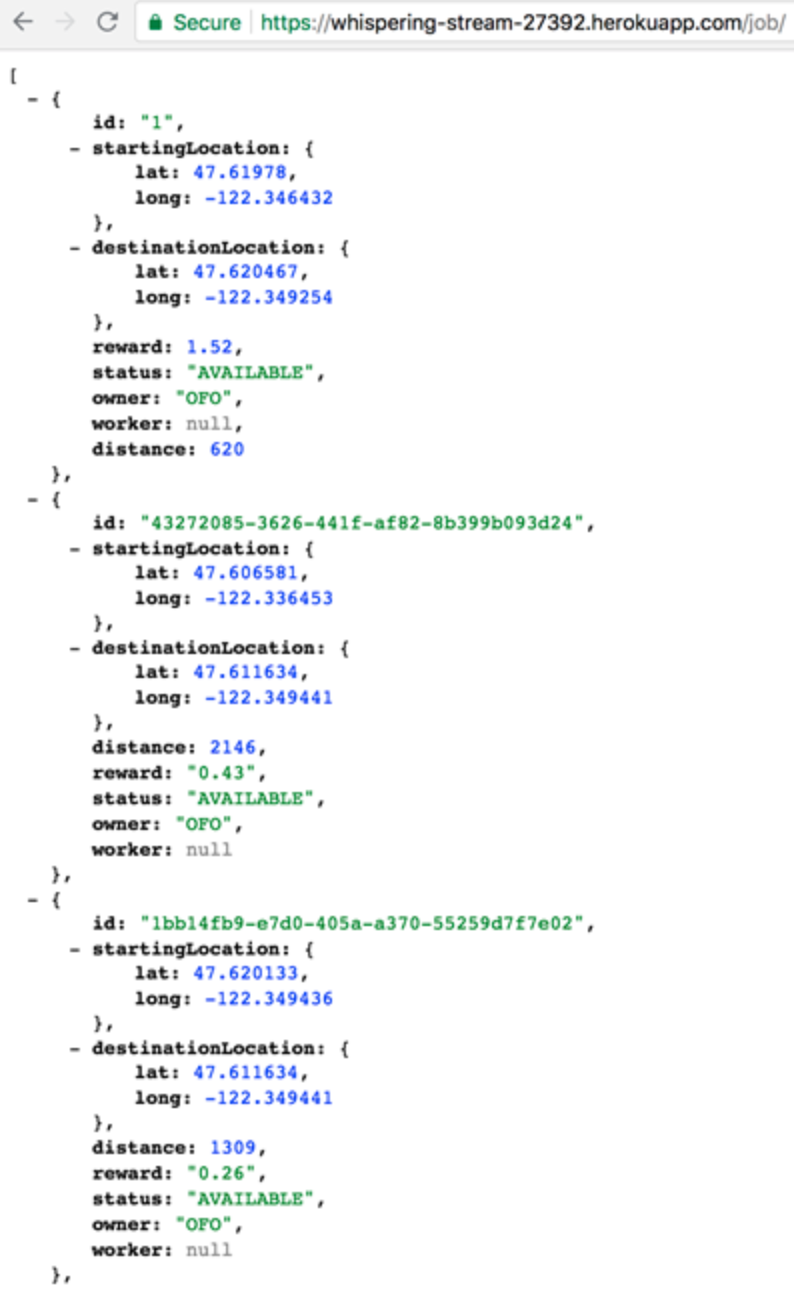 Secure https://whispering-stream-27392.herokuapp.com/job/
[
- {
id: "1",
- startingLocation: {
lat: 47.61978,
long: -122.346432
},
- destinationLocation: {
lat: 47.620467,
long: -122.349254
},
reward: 1.52,
status: "AVAILABLE",
owner: "OFO",
worker: null,
distance: 620
},
- {
id: "43272085-3626-441f-af82-8b399b093d24",
- startingLocation: {
lat: 47.606581,
long: -122.336453
},
- destinationLocation: {
lat: 47.611634,
long: -122.349441
},
distance: 2146,
reward: "0.43",
status: "AVAILABLE",
owner: "OFO",
worker: null
},
- {
id: "1bb14fb9-e7d0-405a-a370-55259d7f7e02",
- startingLocation: {
lat: 47.620133,
long: -122.349436
},
- destinationLocation: {
lat: 47.611634,
long: -122.349441
},
distance: 1309,
reward: "0.26",
status: "AVAILABLE",
owner: "OFO",
worker: null
},